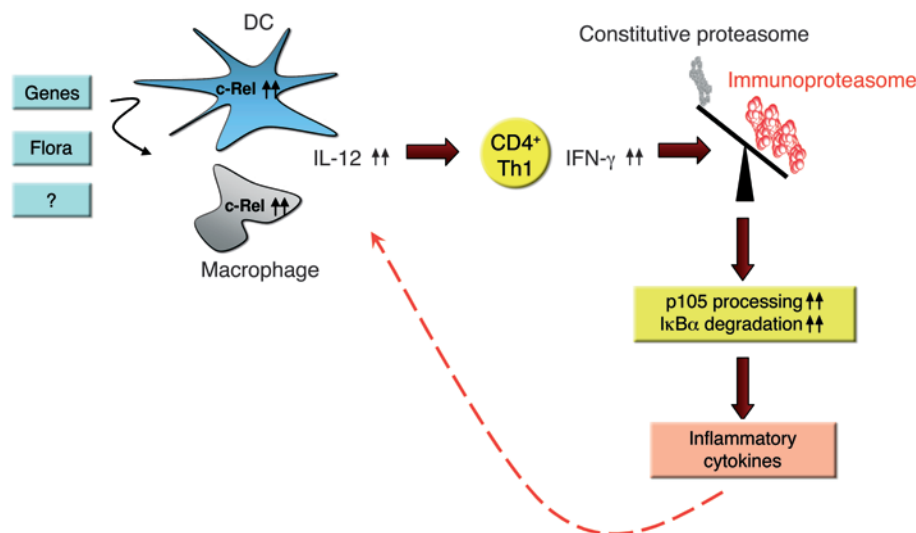 DC
Genes
Flora
?
c-Rel ↑↑
IL-12 ↑↑
c-Rel ↑↑
Macrophage
CD4⁺
Th1
IFN-γ ↑↑
Constitutive proteasome
Immunoproteasome
p105 processing ↑↑
IκBα degradation ↑↑
Inflammatory
cytokines